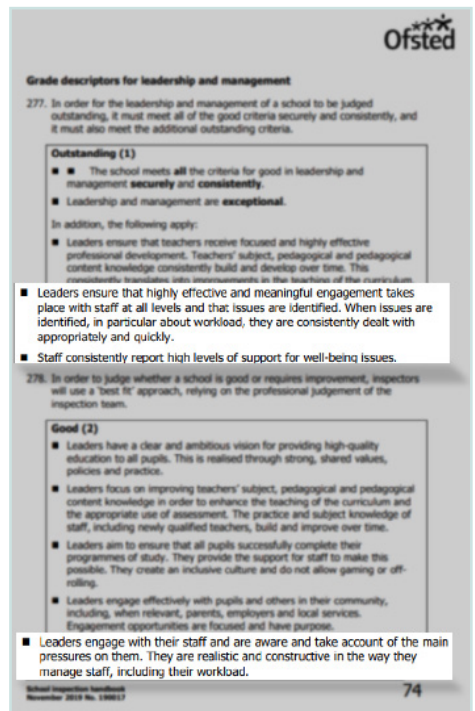 Ofsted
Grade descriptors for leadership and management
277. In order for the leadership and management of a school to be judged
outstanding, it must meet all of the good criteria securely and consistently, and
it must also meet the additional outstanding criteria.
Outstanding (1)
■ ■ The school meets all the criteria for good in leadership and
management securely and consistently.
■ Leadership and management are exceptional.
In addition, the following apply:
■ Leaders ensure that teachers receive focused and highly effective
professional development. Teachers' subject, pedagogical and pedagogical
content knowledge consistently build and develop over time. This
consistently translates into improvements in the teaching of the curriculum.
■ Leaders ensure that highly effective and meaningful engagement takes
place with staff at all levels and that issues are identified. When issues are
identified, in particular about workload, they are consistently dealt with
appropriately and quickly.
■ Staff consistently report high levels of support for well-being issues.
278. In order to judge whether a school is good or requires improvement, inspectors
will use a 'best fit' approach, relying on the professional judgement of the
inspection team.
Good (2)
■ Leaders have a clear and ambitious vision for providing high-quality
education to all pupils. This is realised through strong, shared values,
policies and practice.
■ Leaders focus on improving teachers' subject, pedagogical and pedagogical
content knowledge in order to enhance the teaching of the curriculum and
the appropriate use of assessment. The practice and subject knowledge of
staff, including newly qualified teachers, build and improve over time.
■ Leaders aim to ensure that all pupils successfully complete their
programmes of study. They provide the support for staff to make this
possible. They create an inclusive culture and do not allow gaming or off-
rolling.
■ Leaders engage effectively with pupils and others in their community,
including, when relevant, parents, employers and local services.
Engagement opportunities are focused and have purpose.
■ Leaders engage with their staff and are aware and take account of the main
pressures on them. They are realistic and constructive in the way they
manage staff, including their workload.
School inspection handbook
November 2019 No. 190017
74